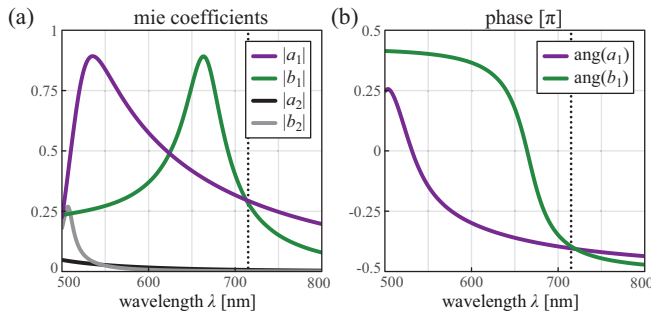 (a)
mie coefficients
1
0.75
0.5
0.25
0
|a₁|
|b₁|
|a₂|
|b₂|
500
600
700
800
wavelength λ [nm]
(b)
phase [π]
0.5
0.25
0
-0.25
-0.5
ang(a₁)
ang(b₁)
500
600
700
800
wavelength λ [nm]